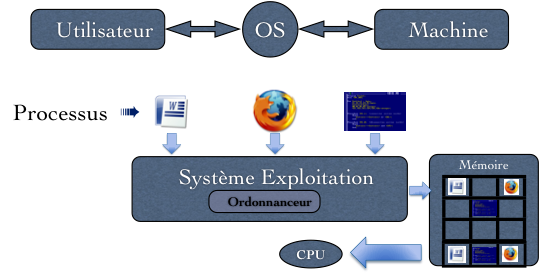 Utilisateur
OS
Machine
Processus
Système Exploitation
Ordonnanceur
Mémoire
CPU